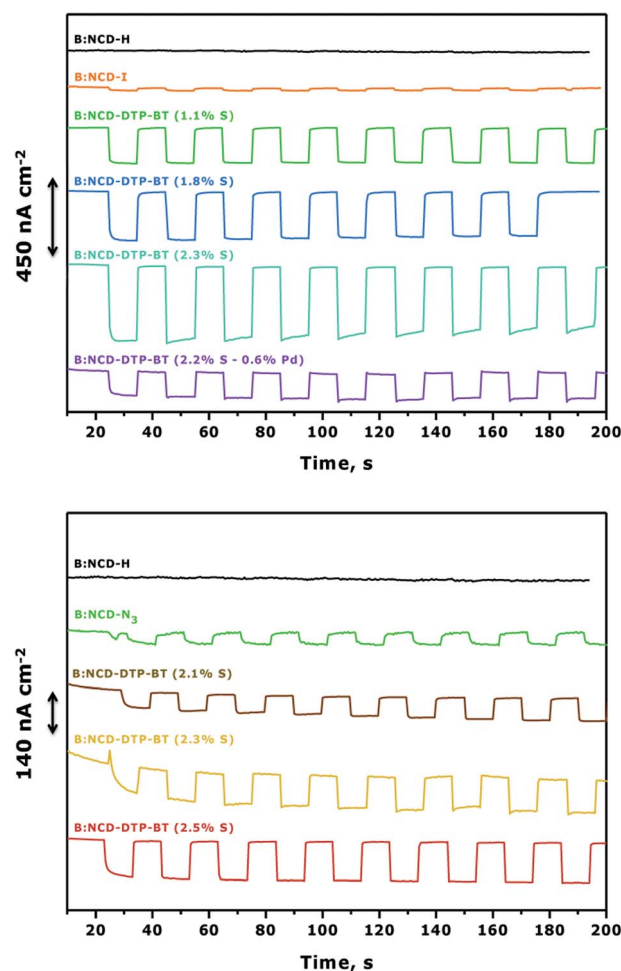 B:NCD-H
B:NCD-I
B:NCD-DTP-BT (1.1% S)
B:NCD-DTP-BT (1.8% S)
450 nA cm-2
B:NCD-DTP-BT (2.3% S)
B:NCD-DTP-BT (2.2% S - 0.6% Pd)
20 40 60 80 100 120 140 160 180 200
Time, s
B:NCD-H
B:NCD-N3
B:NCD-DTP-BT (2.1% S)
140 nA cm-2
B:NCD-DTP-BT (2.3% S)
B:NCD-DTP-BT (2.5% S)
20 40 60 80 100 120 140 160 180 200
Time, s